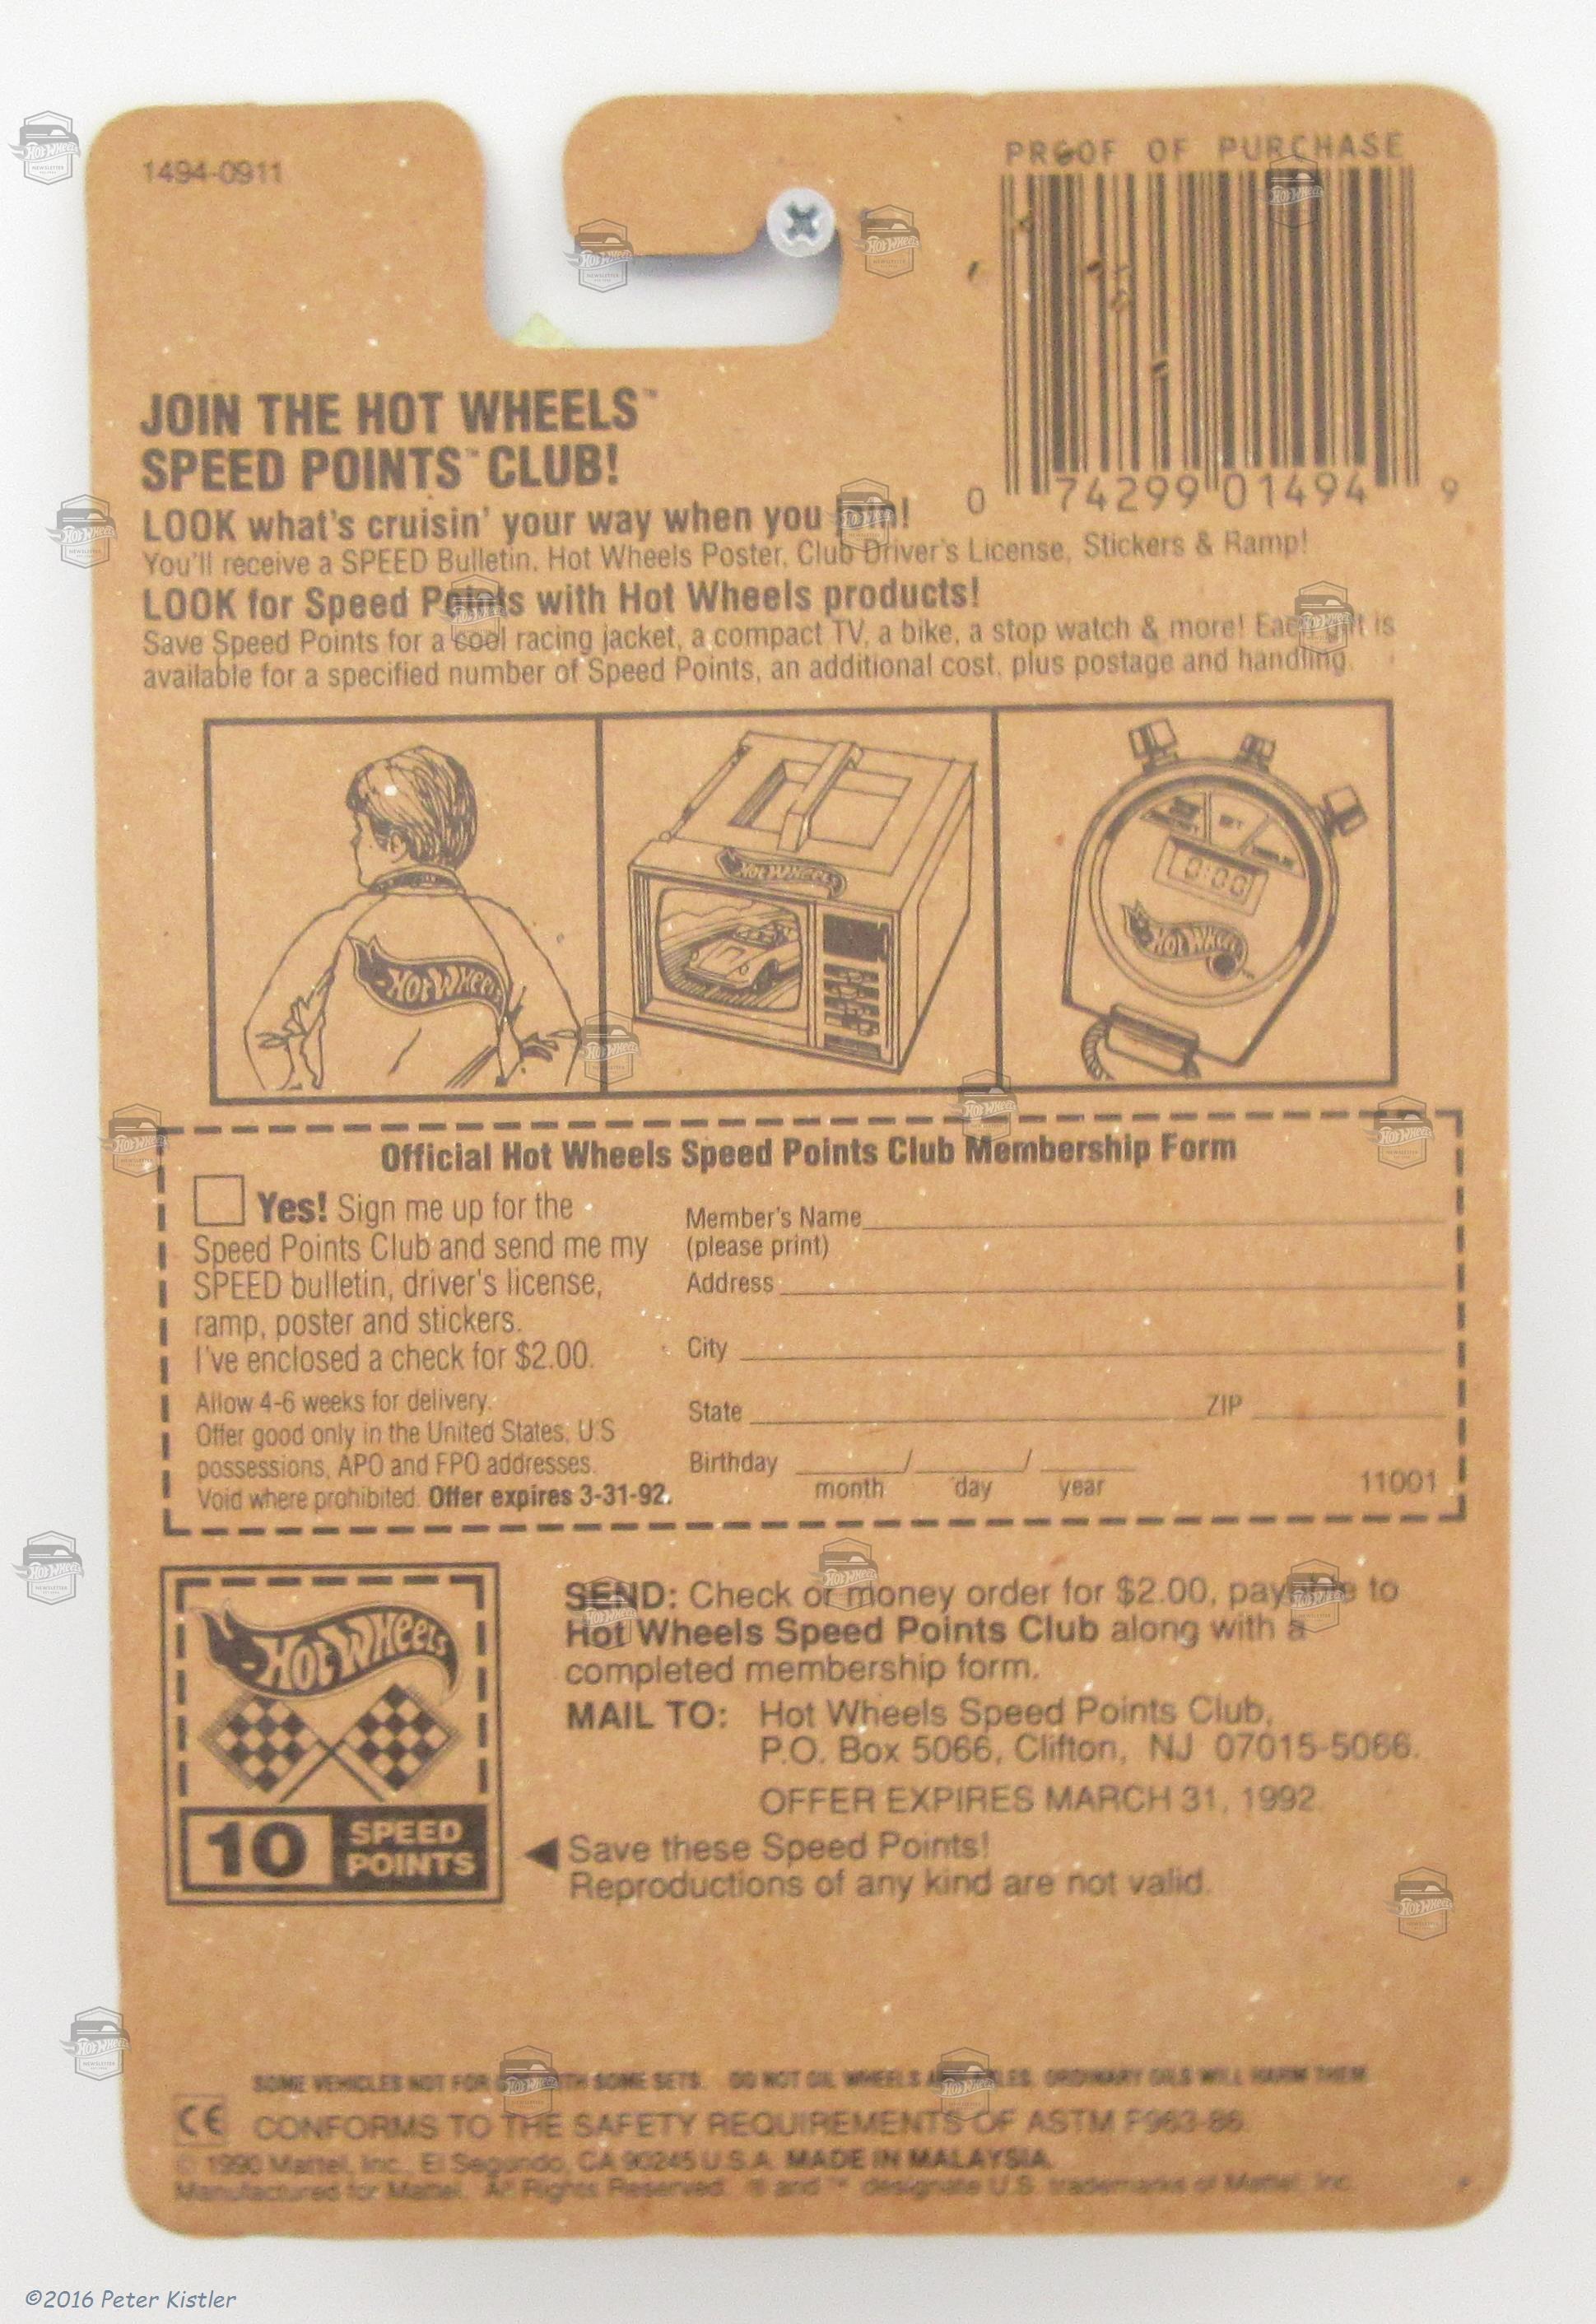 1494-0911
PROOF OF PURCHASE
0 74299 01494 9
JOIN THE HOT WHEELS™
SPEED POINTS™ CLUB!
LOOK what's cruisin' your way when you join!
You'll receive a SPEED Bulletin, Hot Wheels Poster, Club Driver's License, Stickers & Ramp!
LOOK for Speed Points with Hot Wheels products!
Save Speed Points for a cool racing jacket, a compact TV, a bike, a stop watch & more! Each gift is
available for a specified number of Speed Points, an additional cost, plus postage and handling.
HOT WHEELS
HOT WHEELS
SET
0:00
HOT WHEELS
Official Hot Wheels Speed Points Club Membership Form
Yes! Sign me up for the
Speed Points Club and send me my
SPEED bulletin, driver's license,
ramp, poster and stickers.
I've enclosed a check for $2.00.
Allow 4-6 weeks for delivery.
Offer good only in the United States, U.S
possessions, APO and FPO addresses.
Void where prohibited. Offer expires 3-31-92.
Member's Name
(please print)
Address
City
State ZIP
Birthday / /
month day year
11001
HOT WHEELS
10 SPEED
POINTS
SEND: Check or money order for $2.00, payable to
Hot Wheels Speed Points Club along with a
completed membership form.
MAIL TO: Hot Wheels Speed Points Club,
P.O. Box 5066, Clifton, NJ 07015-5066.
OFFER EXPIRES MARCH 31, 1992.
Save these Speed Points!
Reproductions of any kind are not valid.
SOME VEHICLES NOT FOR USE WITH SOME SETS. DO NOT OIL WHEELS AXLES. ORDINARY OILS WILL HARM THEM.
CE CONFORMS TO THE SAFETY REQUIREMENTS OF ASTM F963-86.
© 1990 Mattel, Inc., El Segundo, CA 90245 U.S.A. MADE IN MALAYSIA.
Manufactured for Mattel. All Rights Reserved. ® and ™ designate U.S. trademarks of Mattel, Inc.
©2016 Peter Kistler